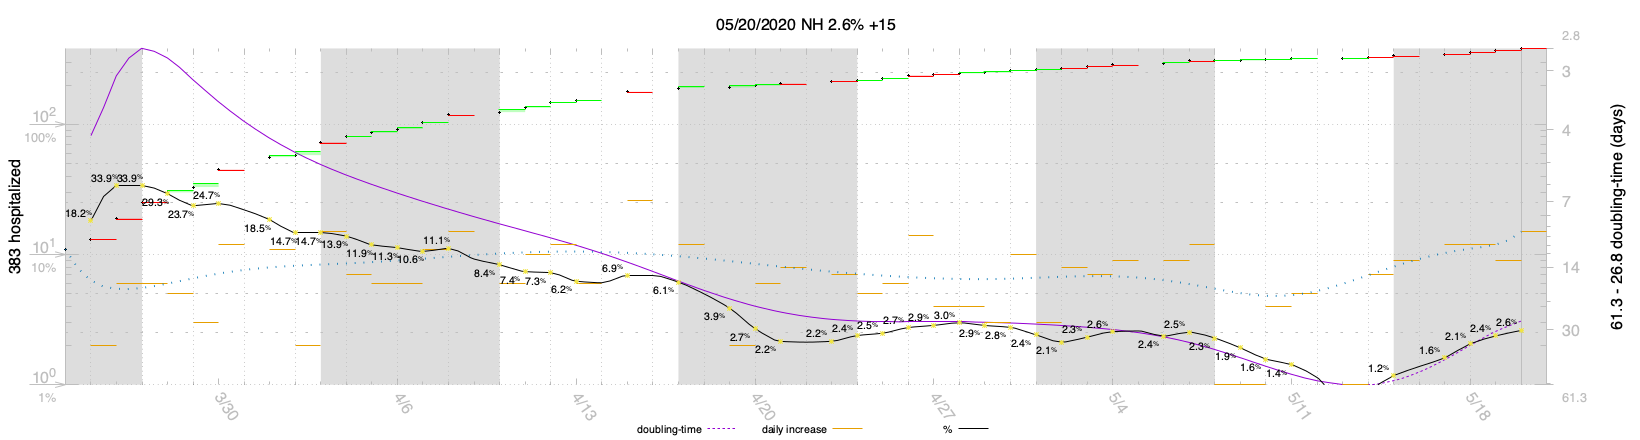 05/20/2020 NH 2.6% +15
383 hospitalized
61.3 - 26.8 doubling-time (days)
10² 100%
10¹ 10%
10⁰ 1%
2.8
3
4
7
14
30
61.3
18.2% 33.9% 33.9% 29.3% 23.7% 24.7% 18.5% 14.7% 14.7% 13.9% 11.9% 11.3% 10.6% 11.1% 8.4% 7.4% 7.3% 6.2% 6.9% 6.1% 3.9% 2.7% 2.2% 2.2% 2.4% 2.5% 2.7% 2.9% 3.0% 2.9% 2.8% 2.4% 2.1% 2.3% 2.6% 2.4% 2.5% 2.3% 1.9% 1.6% 1.4% 1.2% 1.6% 2.1% 2.4% 2.6%
3/30 4/6 4/13 4/20 4/27 5/4 5/11 5/18
doubling-time daily increase %